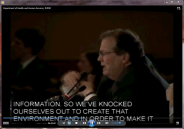 INFORMATION. SO WE'VE KNOCKED
OURSELVES OUT TO CREATE THAT
ENVIRONMENT AND IN ORDER TO MAKE IT